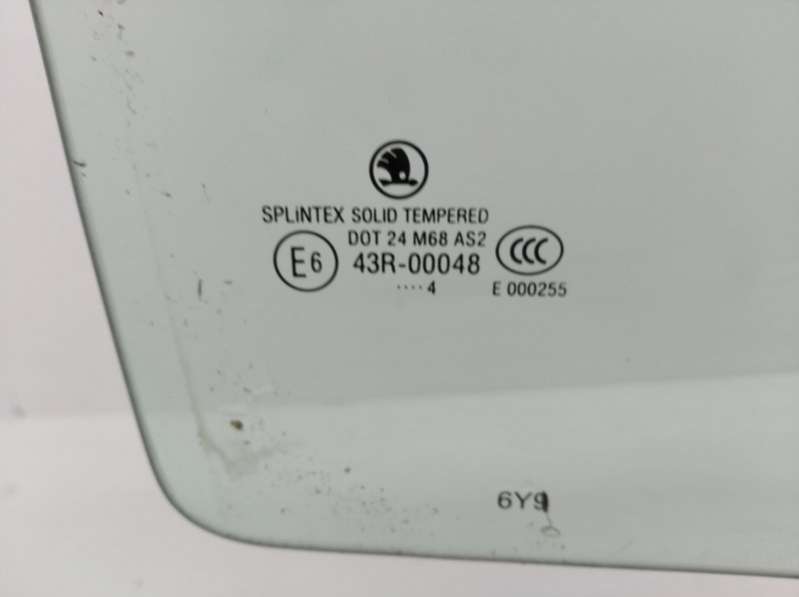 SPLiNTEX SOLID TEMPERED
DOT 24 M68 AS2
E6 43R-00048 CCC
.... 4 E 000255
6Y9